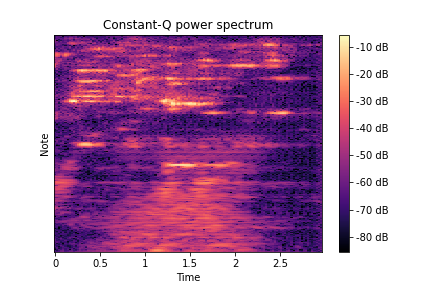 Constant-Q power spectrum
Note
0
0.5
1
1.5
2
2.5
Time
-10 dB
-20 dB
-30 dB
-40 dB
-50 dB
-60 dB
-70 dB
-80 dB